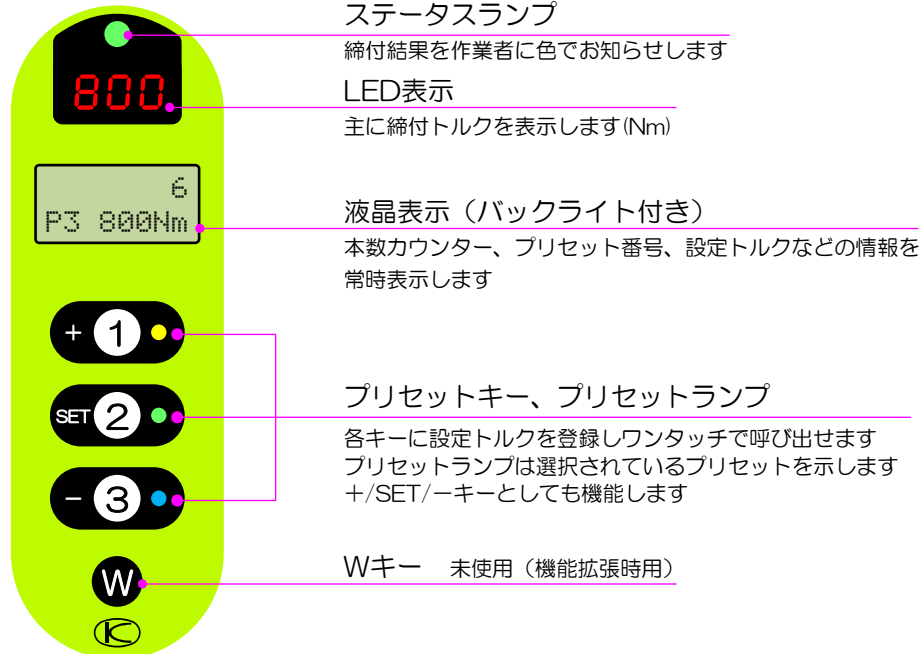 ステータスランプ
締付結果を作業者に色でお知らせします
800.
LED表示
主に締付トルクを表示します(Nm)
6
P3 800Nm
液晶表示（バックライト付き）
本数カウンター、プリセット番号、設定トルクなどの情報を
常時表示します
+ 1
SET 2
- 3
プリセットキー、プリセットランプ
各キーに設定トルクを登録しワンタッチで呼び出せます
プリセットランプは選択されているプリセットを示します
＋/SET/－キーとしても機能します
W
Wキー　未使用（機能拡張時用）
K